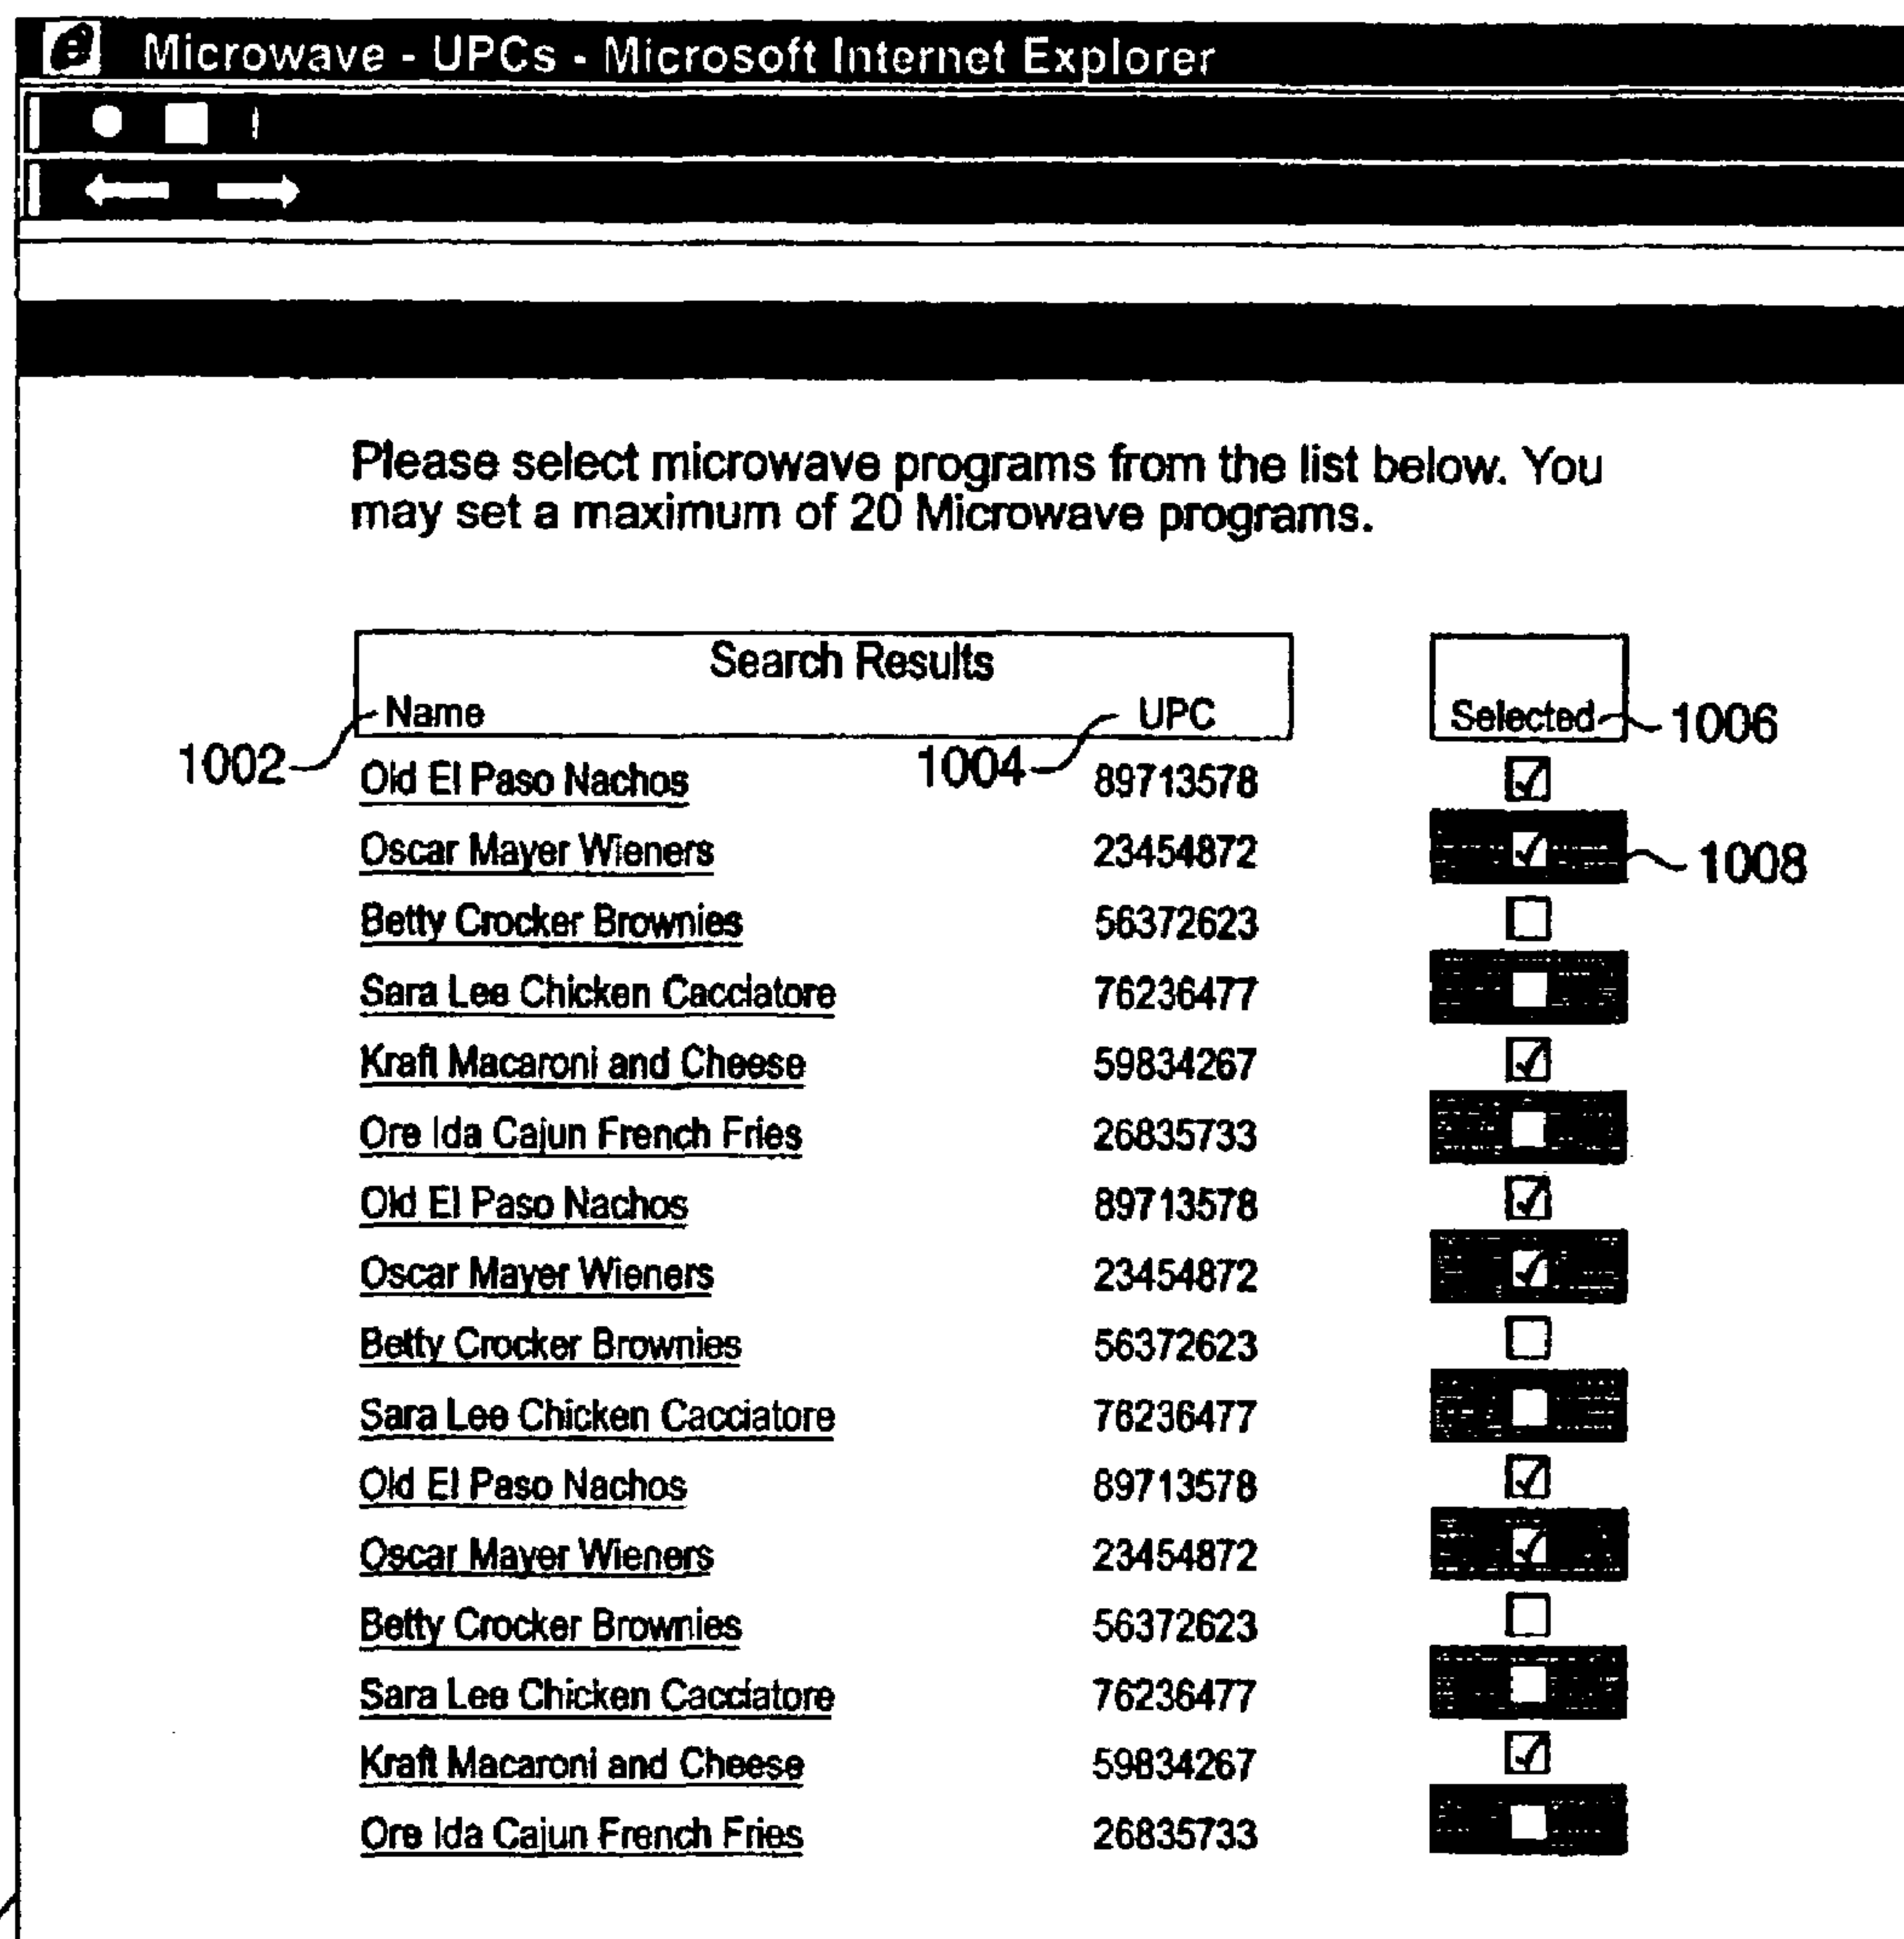 Microwave - UPCs - Microsoft Internet Explorer
Please select microwave programs from the list below. You
may set a maximum of 20 Microwave programs.
Search Results
Name UPC Selected 1006
1002 1004
Old El Paso Nachos 89713578
Oscar Mayer Wieners 23454872 1008
Betty Crocker Brownies 56372623
Sara Lee Chicken Cacciatore 76236477
Kraft Macaroni and Cheese 59834267
Ore Ida Cajun French Fries 26835733
Old El Paso Nachos 89713578
Oscar Mayer Wieners 23454872
Betty Crocker Brownies 56372623
Sara Lee Chicken Cacciatore 76236477
Old El Paso Nachos 89713578
Oscar Mayer Wieners 23454872
Betty Crocker Brownies 56372623
Sara Lee Chicken Cacciatore 76236477
Kraft Macaroni and Cheese 59834267
Ore Ida Cajun French Fries 26835733